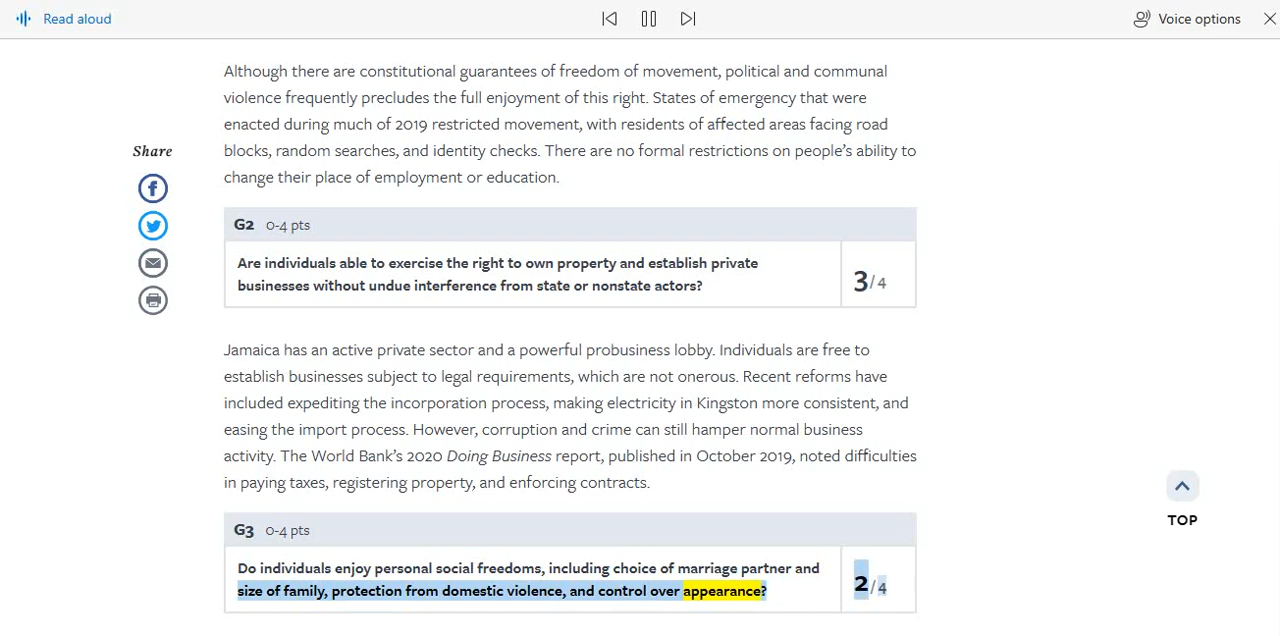 Read aloud
Voice options
Although there are constitutional guarantees of freedom of movement, political and communal
violence frequently precludes the full enjoyment of this right. States of emergency that were
enacted during much of 2019 restricted movement, with residents of affected areas facing road
blocks, random searches, and identity checks. There are no formal restrictions on people’s ability to
change their place of employment or education.
Share
G2 0-4 pts
Are individuals able to exercise the right to own property and establish private
businesses without undue interference from state or nonstate actors?
3/4
Jamaica has an active private sector and a powerful probusiness lobby. Individuals are free to
establish businesses subject to legal requirements, which are not onerous. Recent reforms have
included expediting the incorporation process, making electricity in Kingston more consistent, and
easing the import process. However, corruption and crime can still hamper normal business
activity. The World Bank’s 2020 Doing Business report, published in October 2019, noted difficulties
in paying taxes, registering property, and enforcing contracts.
TOP
G3 0-4 pts
Do individuals enjoy personal social freedoms, including choice of marriage partner and
size of family, protection from domestic violence, and control over appearance?
2/4